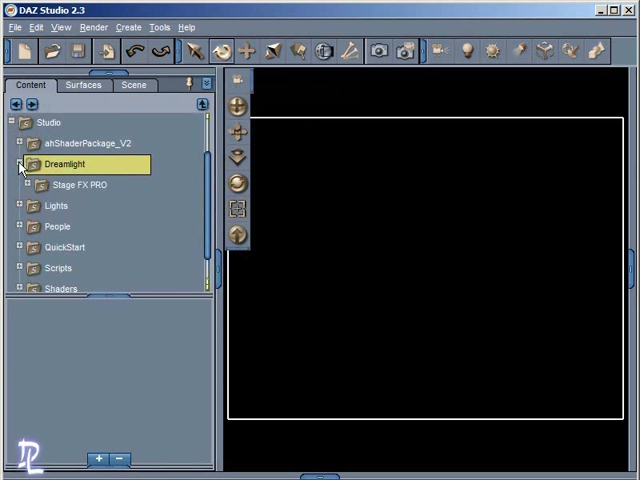 DAZ Studio 2.3
File Edit View Render Create Tools Help
Content Surfaces Scene
Studio
ahShaderPackage_V2
Dreamlight
Stage FX PRO
Lights
People
QuickStart
Scripts
Shaders
DL